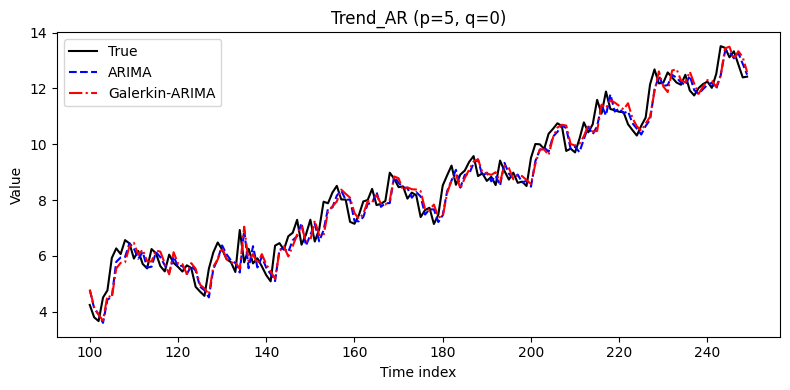 Trend_AR (p=5, q=0)
True
ARIMA
Galerkin-ARIMA
Value
14
12
10
8
6
4
100 120 140 160 180 200 220 240
Time index